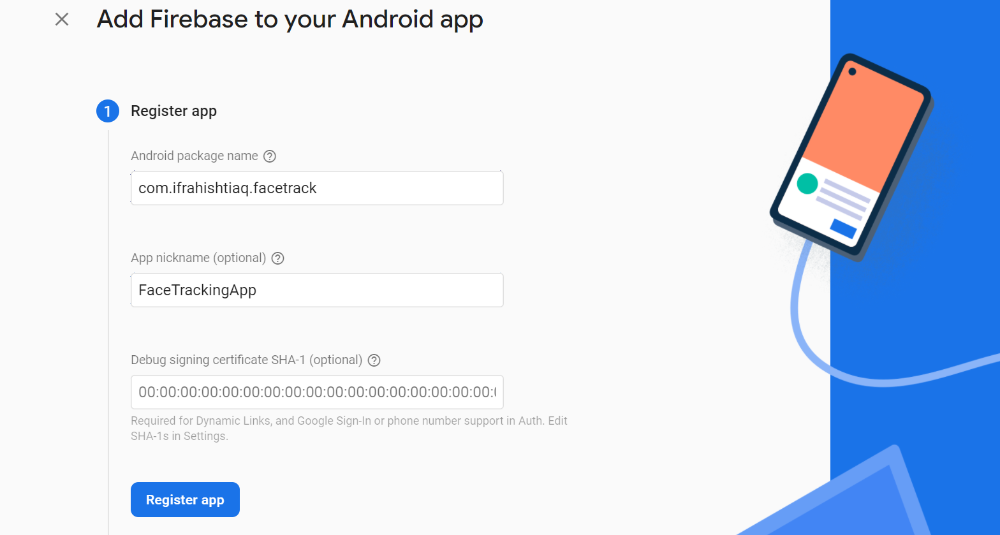 Add Firebase to your Android app
1 Register app
Android package name ?
com.ifrahishtiaq.facetrack
App nickname (optional) ?
FaceTrackingApp
Debug signing certificate SHA-1 (optional) ?
00:00:00:00:00:00:00:00:00:00:00:00:00:00:00:00:00:
Required for Dynamic Links, and Google Sign-In or phone number support in Auth. Edit
SHA-1s in Settings.
Register app